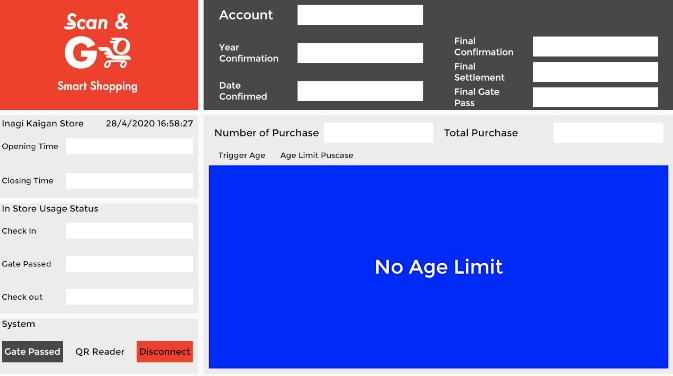 Scan &
GO
Smart Shopping
Account
Year
Confirmation
Date
Confirmed
Final
Confirmation
Final
Settlement
Final Gate
Pass
Inagi Kaigan Store 28/4/2020 16:58:27
Opening Time
Closing Time
In Store Usage Status
Check In
Gate Passed
Check out
System
Gate Passed QR Reader Disconnect
Number of Purchase Total Purchase
Trigger Age Age Limit Puscase
No Age Limit